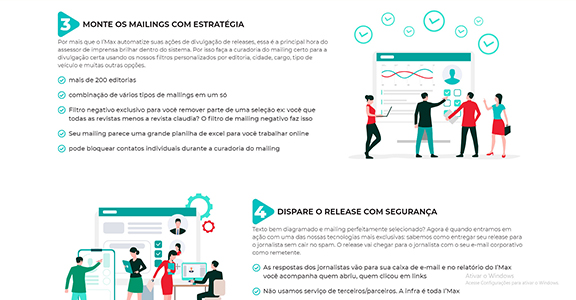 3
MONTE OS MAILINGS COM ESTRATÉGIA
Por mais que o I'Max automatize suas ações de divulgação de releases, essa é a principal hora do
assessor de imprensa brilhar dentro do sistema. Por isso faça a curadoria do mailing certo para a
divulgação certa usando os nossos filtros personalizados por editoria, cidade, cargo, tipo de
veículo e muitas outras opções.
mais de 200 editorias
combinação de vários tipos de mailings em um só
Filtro negativo exclusivo para você remover parte de uma seleção ex: você que
todas as revistas menos a revista claudia? O filtro de mailing negativo faz isso
Seu mailing parece uma grande planilha de excel para você trabalhar online
pode bloquear contatos individuais durante a curadoria do mailing
4
DISPARE O RELEASE COM SEGURANÇA
Texto bem diagramado e mailing perfeitamente selecionado? Agora é quando entramos em
ação com uma das nossas tecnologias mais exclusivas: sabemos como entregar seu release para
o jornalista sem cair no spam. O release vai chegar para o jornalista com o seu e-mail corporativo
como remetente.
As respostas dos jornalistas vão para sua caixa de e-mail e no relatório do I'Max
você acompanha quem abriu, quem clicou em links
Não usamos serviço de terceiros/parceiros. A infra é toda I'Max
Ativar o Windows
Acesse Configurações para ativar o Windows.